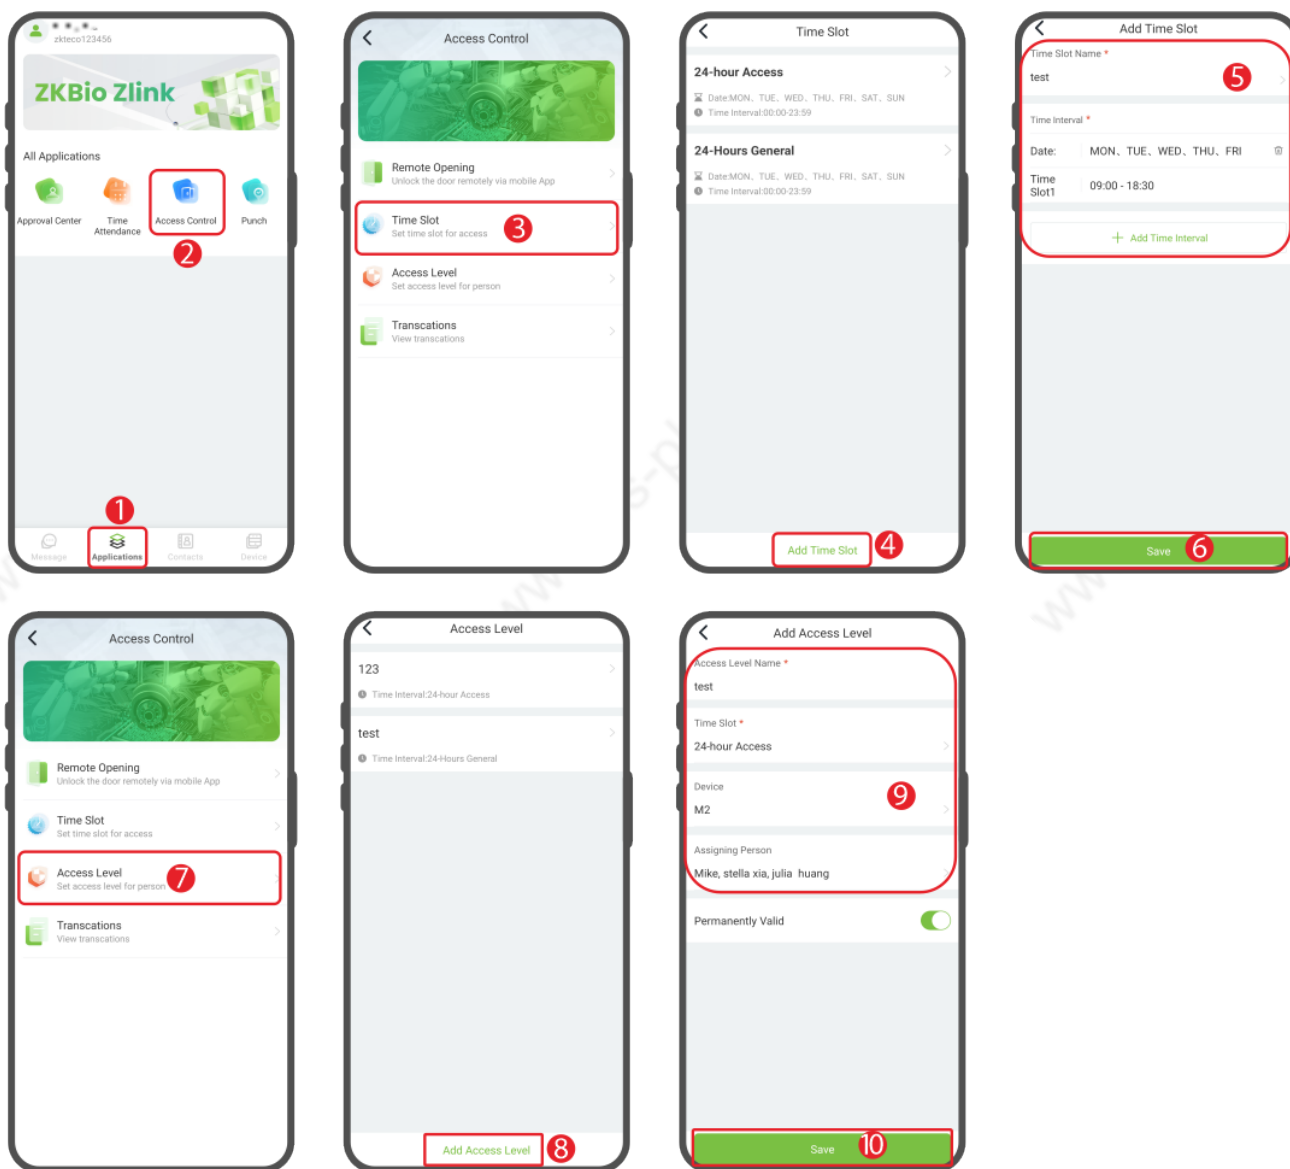 zkteco123456
ZKBio Zlink
All Applications
Approval Center
Time Attendance
Access Control
Punch
2
1
Message
Applications
Contacts
Device
Access Control
Remote Opening
Unlock the door remotely via mobile App
Time Slot
Set time slot for access
3
Access Level
Set access level for person
Transcations
View transcations
Time Slot
24-hour Access
Date:MON、TUE、WED、THU、FRI、SAT、SUN
Time Interval:00:00-23:59
24-Hours General
Date:MON、TUE、WED、THU、FRI、SAT、SUN
Time Interval:00:00-23:59
Add Time Slot
4
Add Time Slot
Time Slot Name *
test
5
Time Interval *
Date: MON、TUE、WED、THU、FRI
Time Slot1 09:00 - 18:30
+ Add Time Interval
Save
6
Access Control
Remote Opening
Unlock the door remotely via mobile App
Time Slot
Set time slot for access
Access Level
Set access level for person
7
Transcations
View transcations
Access Level
123
Time Interval:24-hour Access
test
Time Interval:24-Hours General
Add Access Level
8
Add Access Level
Access Level Name *
test
Time Slot *
24-hour Access
Device
M2
9
Assigning Person
Mike, stella xia, julia huang
Permanently Valid
Save
10